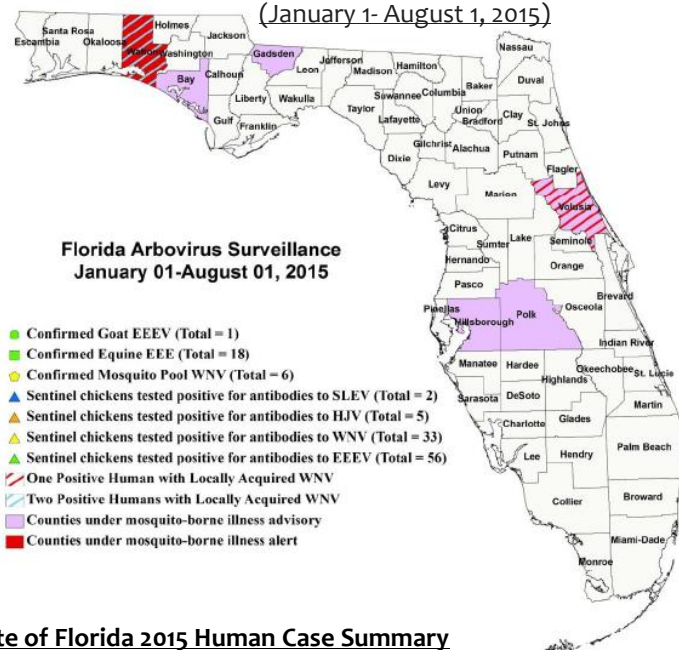 (January 1- August 1, 2015)
Escambia
Santa Rosa
Okaloosa
Walton
Holmes
Washington
Jackson
Bay
Calhoun
Gulf
Gadsden
Liberty
Franklin
Leon
Wakulla
Jefferson
Madison
Taylor
Hamilton
Suwannee
Lafayette
Columbia
Dixie
Gilchrist
Baker
Union
Bradford
Alachua
Levy
Nassau
Duval
Clay
St. Johns
Putnam
Flagler
Marion
Volusia
Citrus
Sumter
Lake
Seminole
Hernando
Orange
Pasco
Pinellas
Hillsborough
Polk
Osceola
Brevard
Indian River
Manatee
Hardee
Highlands
Okeechobee
St. Lucie
Sarasota
DeSoto
Martin
Charlotte
Glades
Lee
Hendry
Palm Beach
Collier
Broward
Monroe
Miami-Dade
Florida Arbovirus Surveillance
January 01-August 01, 2015
Confirmed Goat EEEV (Total = 1)
Confirmed Equine EEE (Total = 18)
Confirmed Mosquito Pool WNV (Total = 6)
Sentinel chickens tested positive for antibodies to SLEV (Total = 2)
Sentinel chickens tested positive for antibodies to HJV (Total = 5)
Sentinel chickens tested positive for antibodies to WNV (Total = 33)
Sentinel chickens tested positive for antibodies to EEEV (Total = 56)
One Positive Human with Locally Acquired WNV
Two Positive Humans with Locally Acquired WNV
Counties under mosquito-borne illness advisory
Counties under mosquito-borne illness alert
te of Florida 2015 Human Case Summary